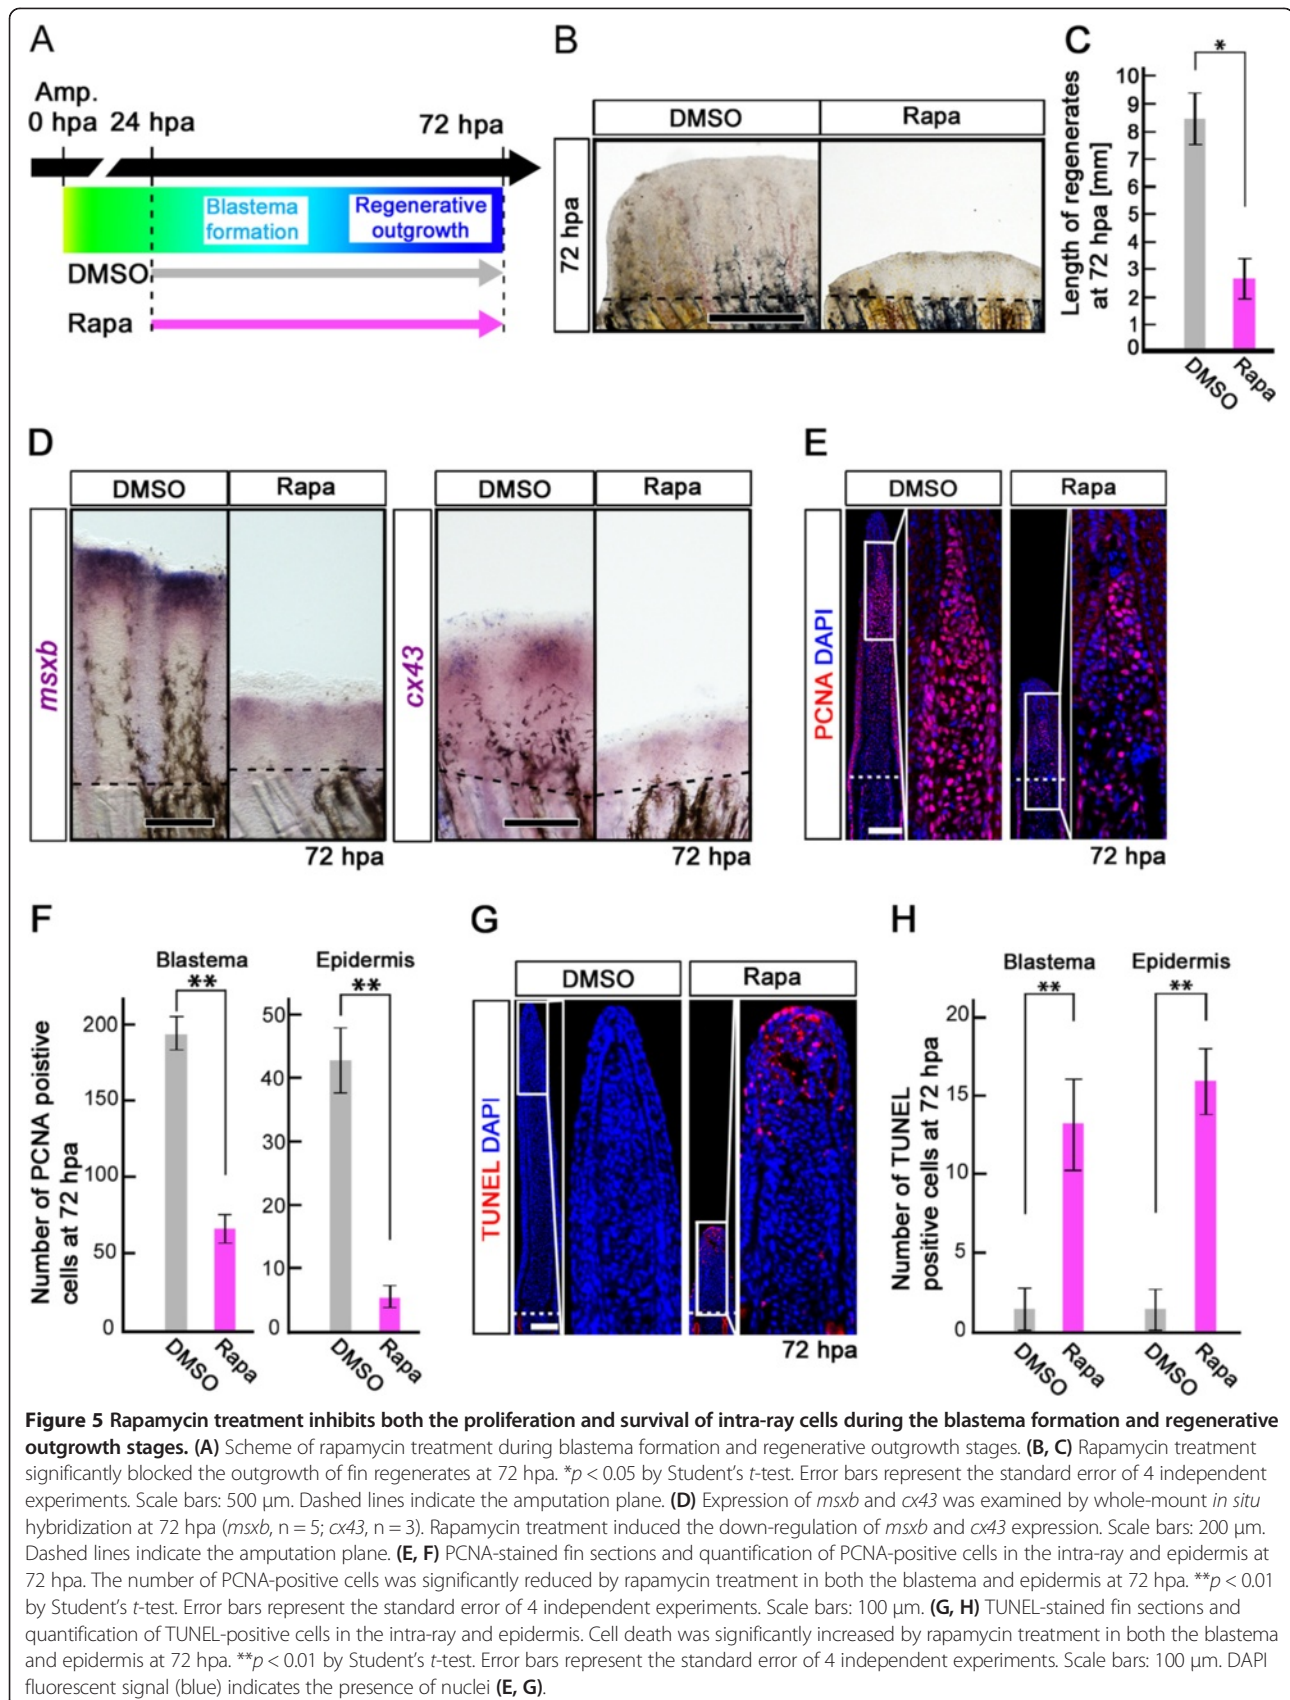 A
Amp.
0 hpa 24 hpa 72 hpa
Blastema
formation
Regenerative
outgrowth
DMSO
Rapa
B
DMSO Rapa
72 hpa
C
Length of regenerates
at 72 hpa [mm]
10
9
8
7
6
5
4
3
2
1
0
*
DMSO
Rapa
D
DMSO Rapa
msxb
72 hpa
DMSO Rapa
cx43
72 hpa
E
DMSO Rapa
PCNA DAPI
72 hpa
F
Number of PCNA poistive
cells at 72 hpa
Blastema
**
200
150
100
50
0
DMSO
Rapa
Epidermis
**
50
40
30
20
10
0
DMSO
Rapa
G
DMSO Rapa
TUNEL DAPI
72 hpa
H
Number of TUNEL
positive cells at 72 hpa
Blastema Epidermis
** **
20
15
10
5
0
DMSO
Rapa
DMSO
Rapa
Figure 5 Rapamycin treatment inhibits both the proliferation and survival of intra-ray cells during the blastema formation and regenerative
outgrowth stages. (A) Scheme of rapamycin treatment during blastema formation and regenerative outgrowth stages. (B, C) Rapamycin treatment
significantly blocked the outgrowth of fin regenerates at 72 hpa. *p < 0.05 by Student's t-test. Error bars represent the standard error of 4 independent
experiments. Scale bars: 500 μm. Dashed lines indicate the amputation plane. (D) Expression of msxb and cx43 was examined by whole-mount in situ
hybridization at 72 hpa (msxb, n = 5; cx43, n = 3). Rapamycin treatment induced the down-regulation of msxb and cx43 expression. Scale bars: 200 μm.
Dashed lines indicate the amputation plane. (E, F) PCNA-stained fin sections and quantification of PCNA-positive cells in the intra-ray and epidermis at
72 hpa. The number of PCNA-positive cells was significantly reduced by rapamycin treatment in both the blastema and epidermis at 72 hpa. **p < 0.01
by Student's t-test. Error bars represent the standard error of 4 independent experiments. Scale bars: 100 μm. (G, H) TUNEL-stained fin sections and
quantification of TUNEL-positive cells in the intra-ray and epidermis. Cell death was significantly increased by rapamycin treatment in both the blastema
and epidermis at 72 hpa. **p < 0.01 by Student's t-test. Error bars represent the standard error of 4 independent experiments. Scale bars: 100 μm. DAPI
fluorescent signal (blue) indicates the presence of nuclei (E, G).